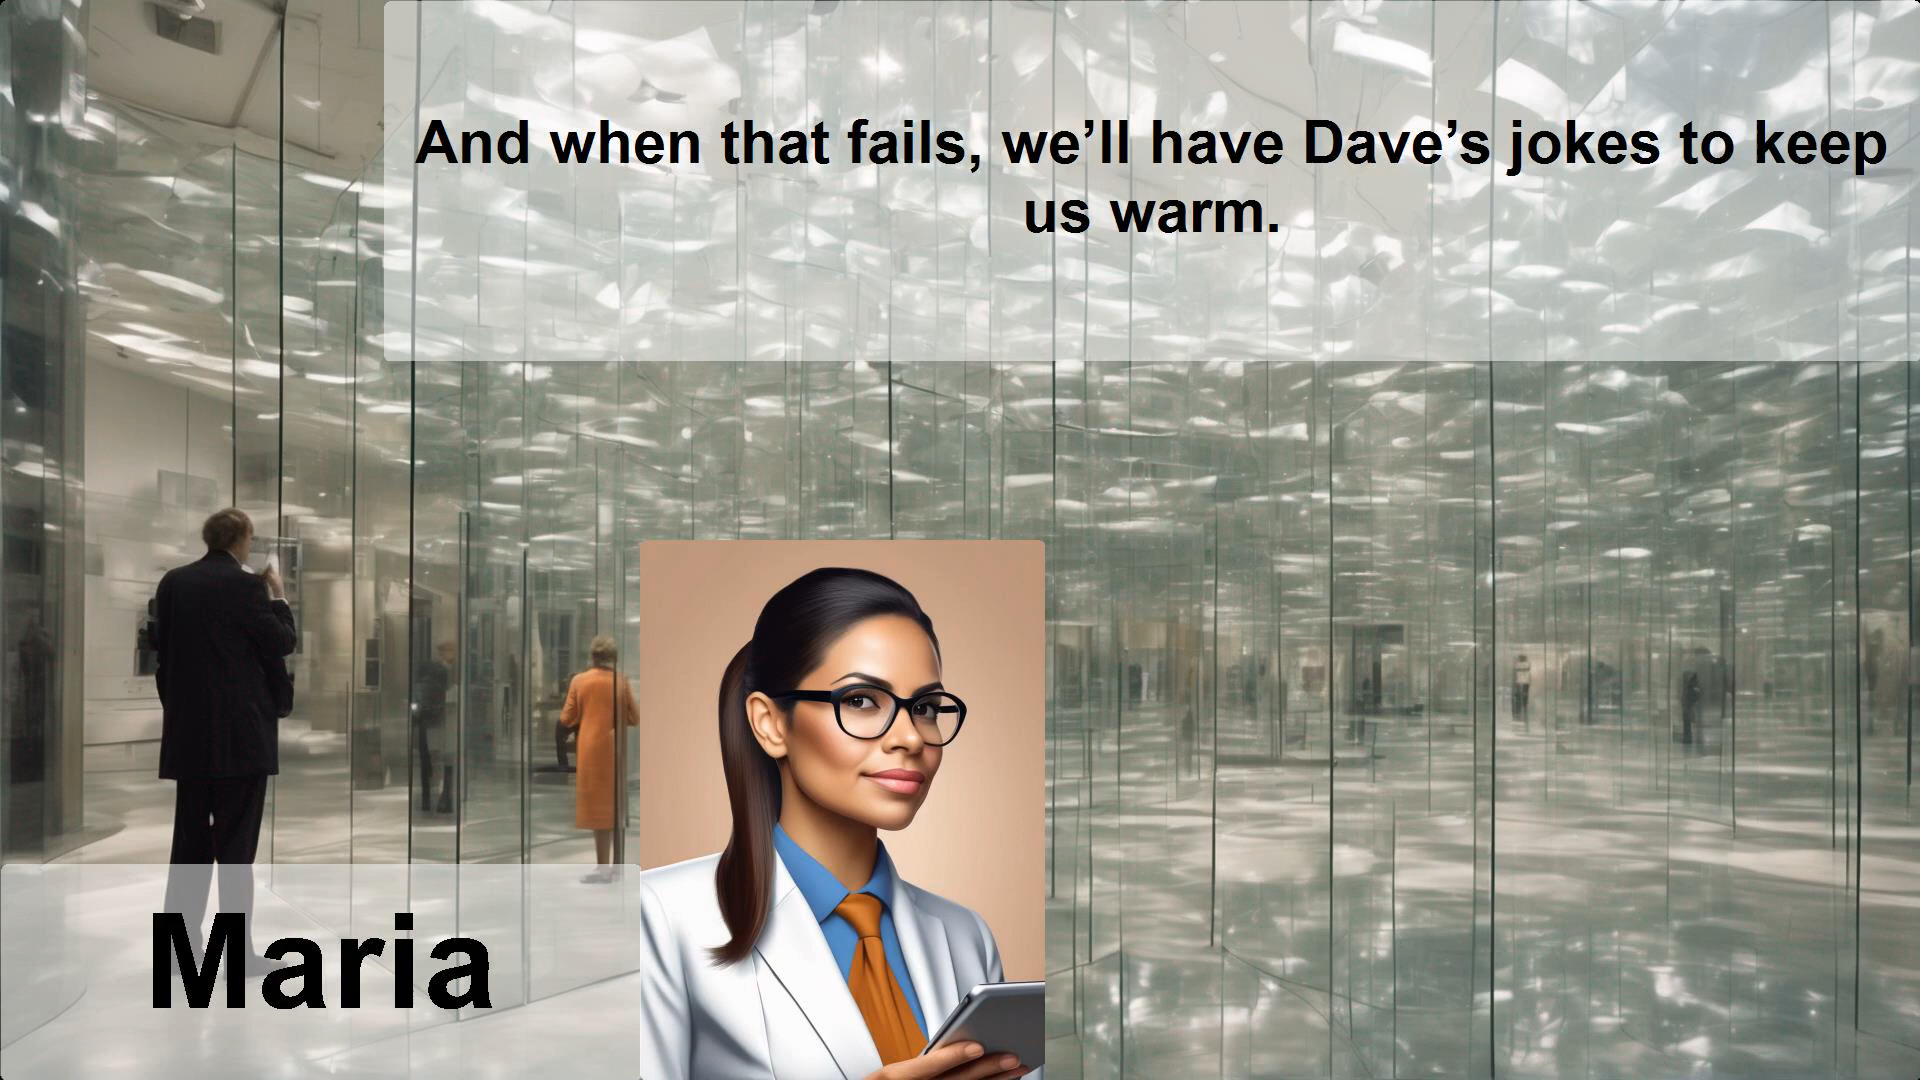 And when that fails, we’ll have Dave’s jokes to keep
us warm.
Maria